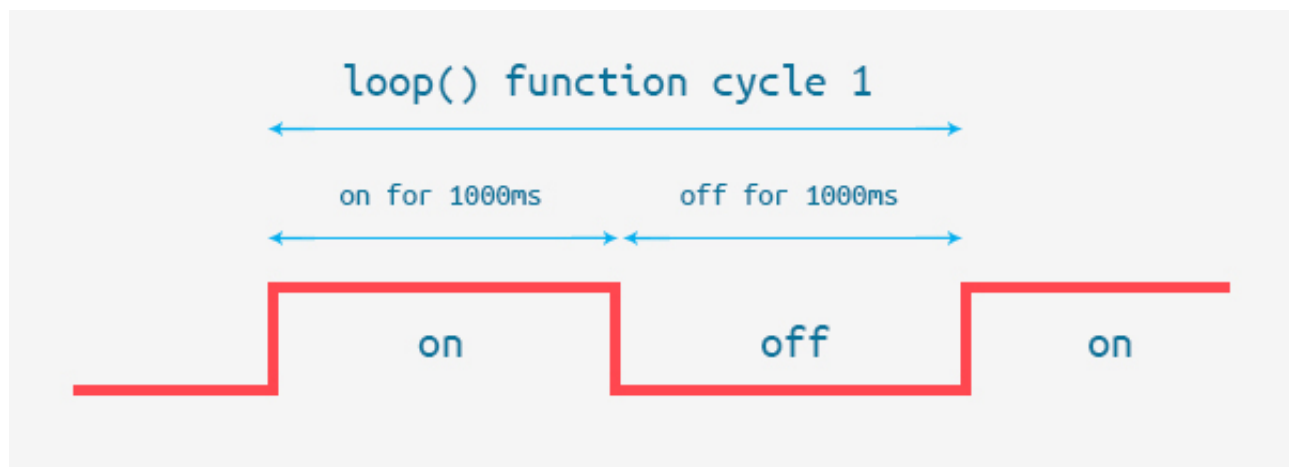 loop() function cycle 1
on for 1000ms off for 1000ms
on off on